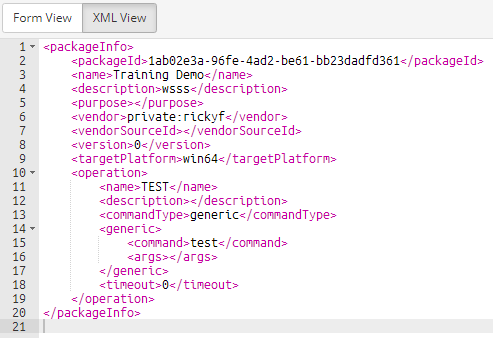 Form View XML View
1 <packageInfo>
2 <packageId>1ab02e3a-96fe-4ad2-be61-bb23dadfd361</packageId>
3 <name>Training Demo</name>
4 <description>wsss</description>
5 <purpose></purpose>
6 <vendor>private:rickyf</vendor>
7 <vendorSourceId></vendorSourceId>
8 <version>0</version>
9 <targetPlatform>win64</targetPlatform>
10 <operation>
11 <name>TEST</name>
12 <description></description>
13 <commandType>generic</commandType>
14 <generic>
15 <command>test</command>
16 <args></args>
17 </generic>
18 <timeout>0</timeout>
19 </operation>
20 </packageInfo>
21